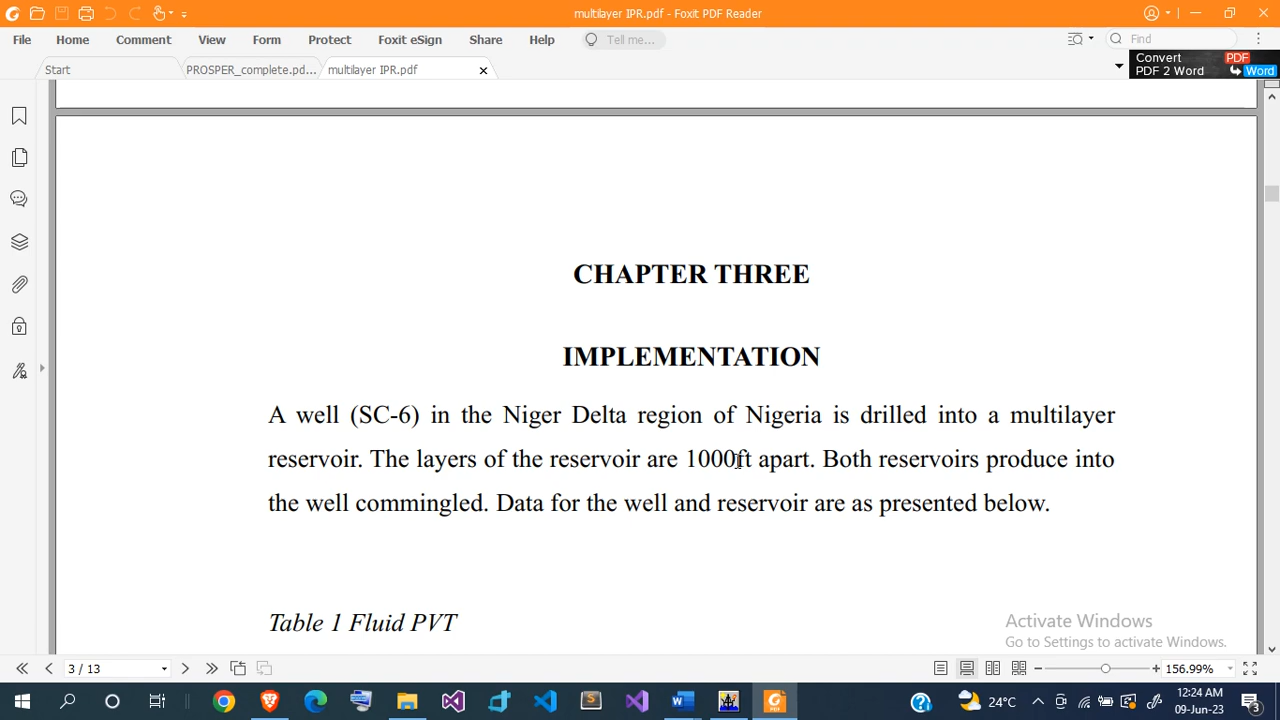 multilayer IPR.pdf - Foxit PDF Reader
File Home Comment View Form Protect Foxit eSign Share Help Tell me... Find
Start PROSPER_complete.pd... multilayer IPR.pdf
Convert PDF
PDF 2 Word Word
CHAPTER THREE
IMPLEMENTATION
A well (SC-6) in the Niger Delta region of Nigeria is drilled into a multilayer
reservoir. The layers of the reservoir are 1000ft apart. Both reservoirs produce into
the well commingled. Data for the well and reservoir are as presented below.
Table 1 Fluid PVT
Activate Windows
Go to Settings to activate Windows.
3 / 13 156.99%
24°C 12:24 AM
09-Jun-23 3